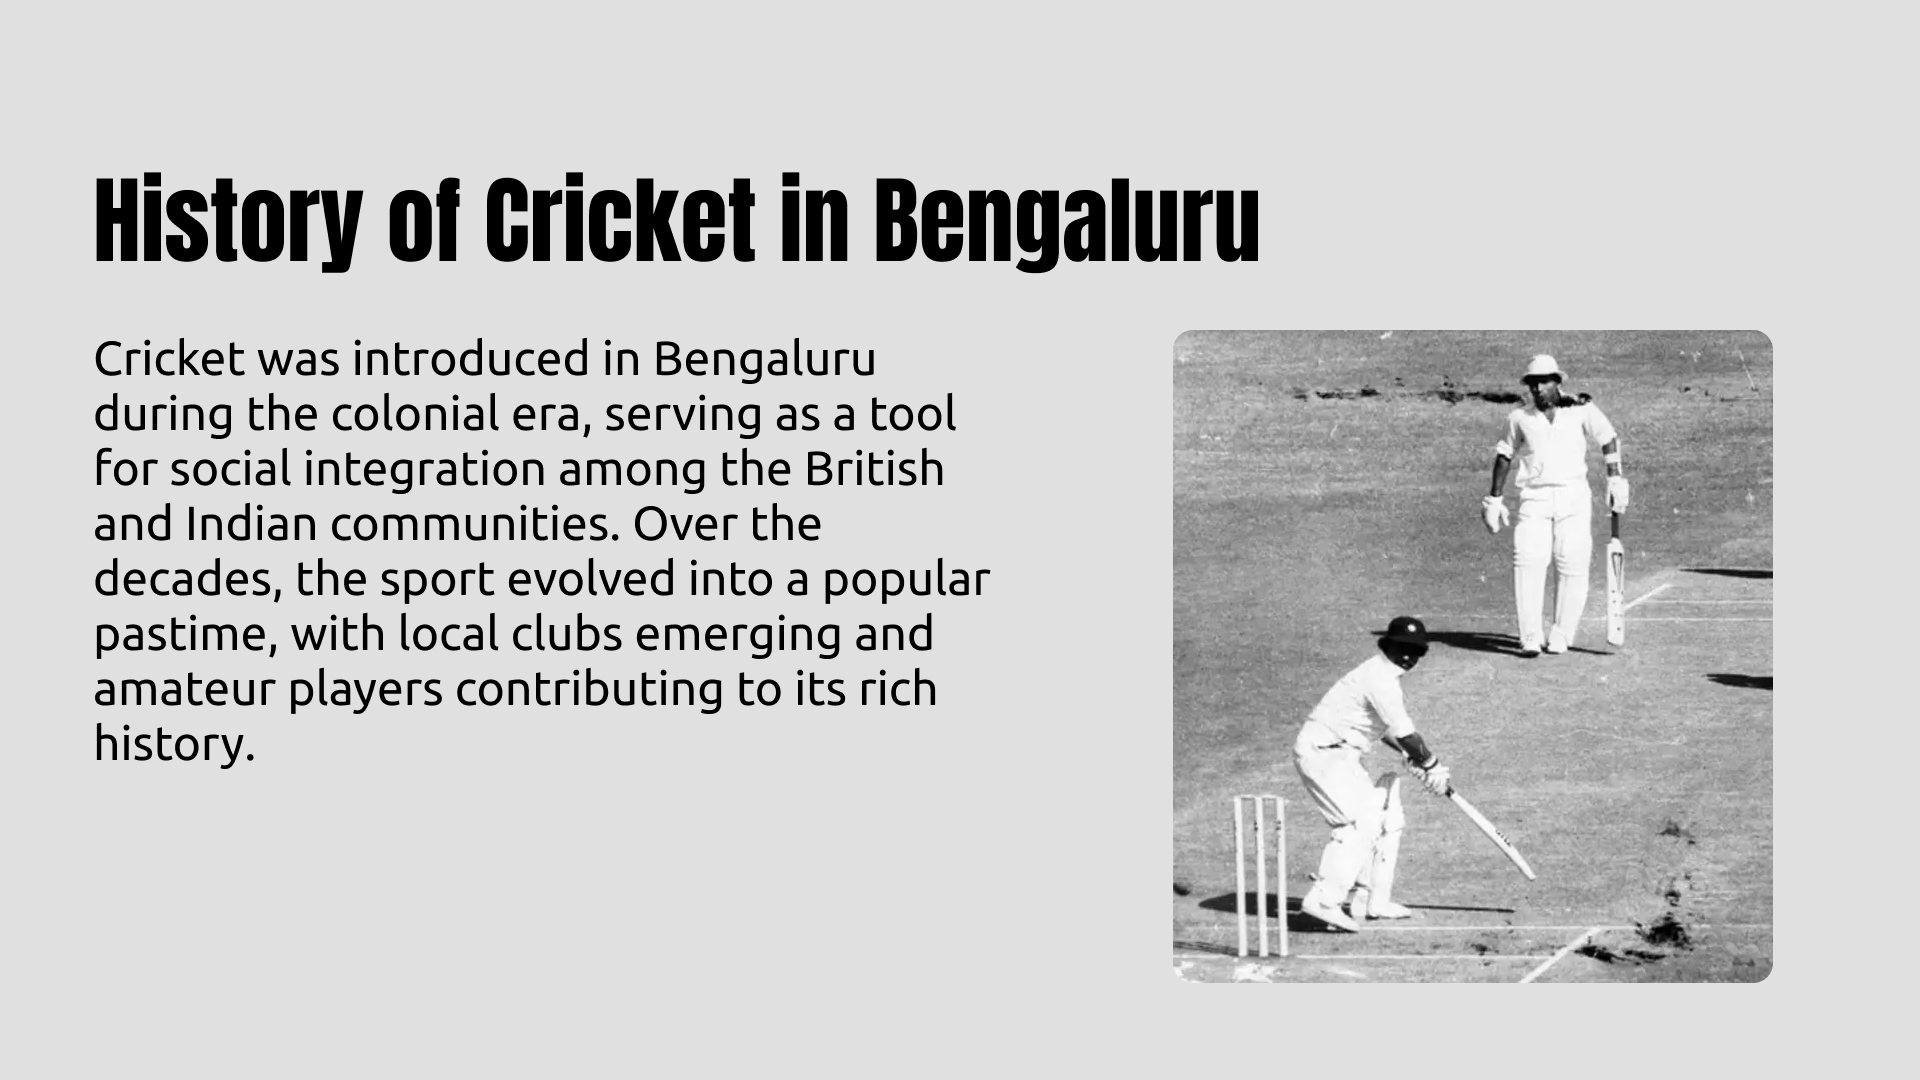 History of Cricket in Bengaluru
Cricket was introduced in Bengaluru
during the colonial era, serving as a tool
for social integration among the British
and Indian communities. Over the
decades, the sport evolved into a popular
pastime, with local clubs emerging and
amateur players contributing to its rich
history.